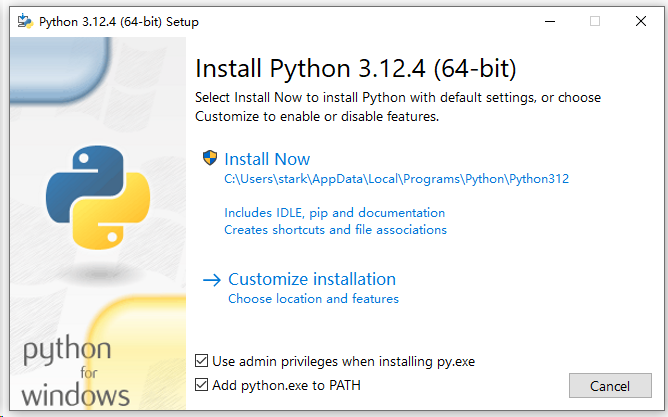 Python 3.12.4 (64-bit) Setup
Install Python 3.12.4 (64-bit)
Select Install Now to install Python with default settings, or choose
Customize to enable or disable features.
Install Now
C:\Users\stark\AppData\Local\Programs\Python\Python312
Includes IDLE, pip and documentation
Creates shortcuts and file associations
Customize installation
Choose location and features
python
for
windows
Use admin privileges when installing py.exe
Add python.exe to PATH
Cancel